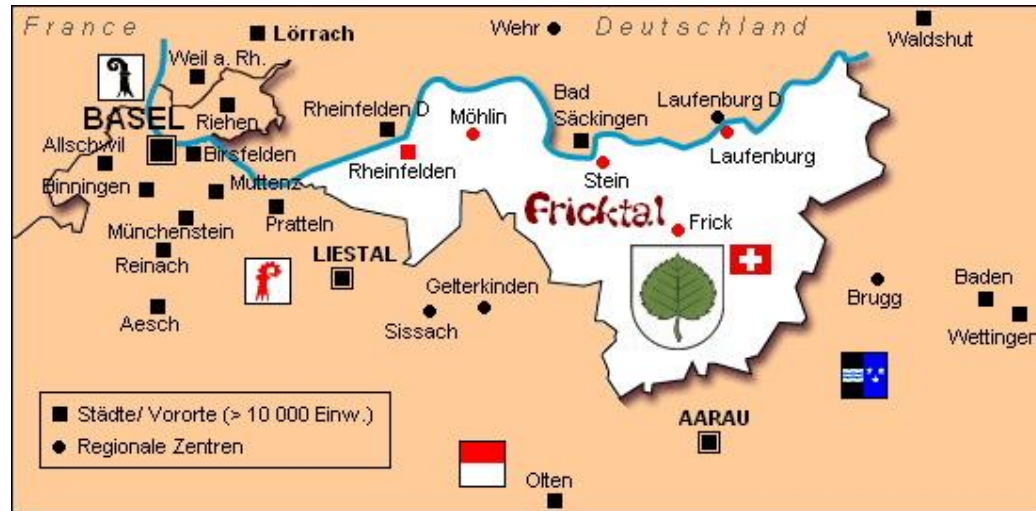 France
Deutschland
Lörrach
Wehr
Waldshut
Weil a. Rh.
Riehen
BASEL
Rheinfelden D
Möhlin
Bad
Säckingen
Laufenburg D
Laufenburg
Allschwil
Birsfelden
Rheinfelden
Stein
Binningen
Muttenz
Pratteln
Fricktal
Frick
Münchenstein
Reinach
LIESTAL
Gelterkinden
Sissach
Brugg
Baden
Wettingen
Aesch
Städte/ Vororte (> 10 000 Einw.)
Regionale Zentren
AARAU
Olten